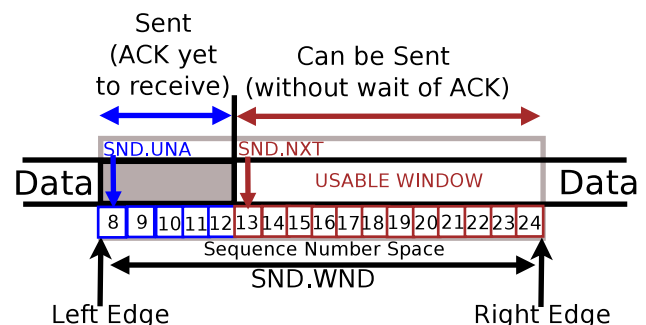 Sent
(ACK yet
to receive)
Can be Sent
(without wait of ACK)
SND.UNA
SND.NXT
Data
USABLE WINDOW
Data
8 9 10 11 12 13 14 15 16 17 18 19 20 21 22 23 24
Sequence Number Space
SND.WND
Left Edge
Right Edge